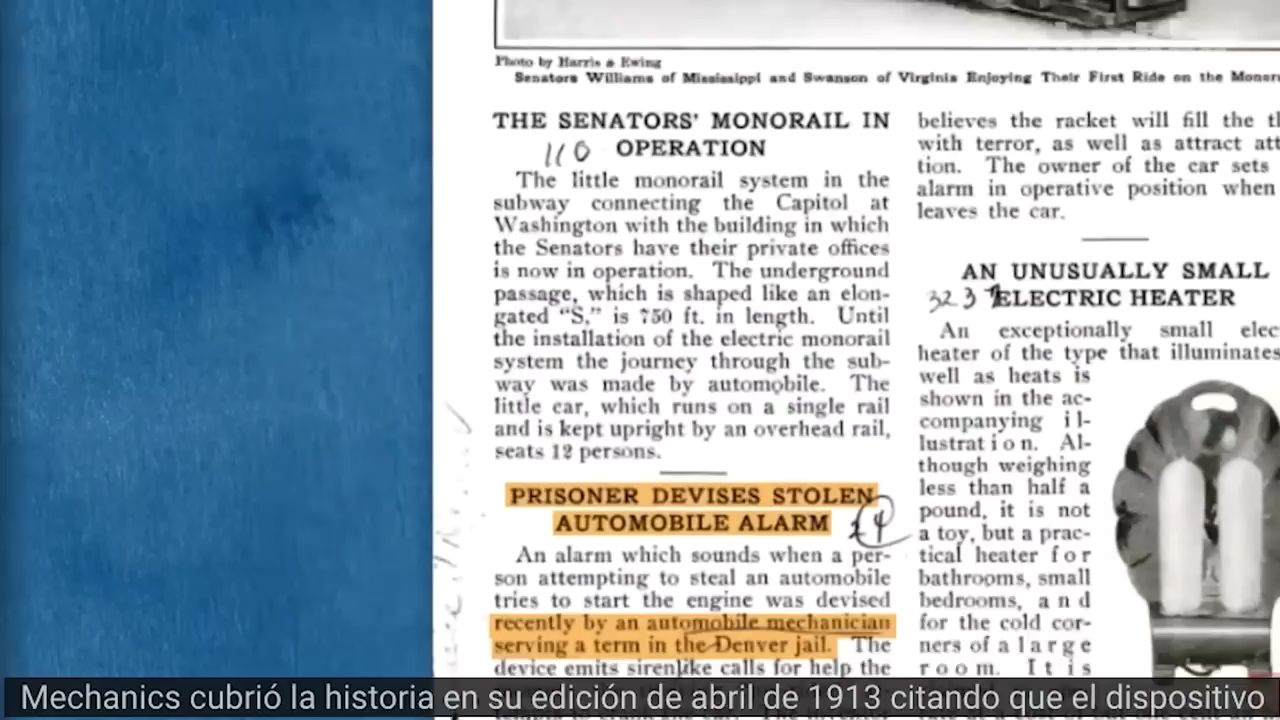 Photo by Harris & Ewing
Senators Williams of Mississippi and Swanson of Virginia Enjoying Their First Ride on the
THE SENATORS' MONORAIL IN
110 OPERATION
The little monorail system in the
subway connecting the Capitol at
Washington with the building in which
the Senators have their private offices
is now in operation. The underground
passage, which is shaped like an elon-
gated "S," is 750 ft. in length. Until
the installation of the electric monorail
system the journey through the sub-
way was made by automobile. The
little car, which runs on a single rail
and is kept upright by an overhead rail,
seats 12 persons.
PRISONER DEVISES STOLEN
AUTOMOBILE ALARM
An alarm which sounds when a per-
son attempting to steal an automobile
tries to start the engine was devised
recently by an automobile mechanician
serving a term in the Denver jail. The
device emits sirenlike calls for help the
believes the racket will fill the
with terror, as well as attract
tion. The owner of the car sets
alarm in operative position when
leaves the car.
AN UNUSUALLY SMALL
323 ELECTRIC HEATER
An exceptionally small
heater of the type that illuminates
well as heats is
shown in the ac-
companying il-
lustration. Al-
though weighing
less than half a
pound, it is not
a toy, but a prac-
tical heater for
bathrooms, small
bedrooms, and
for the cold cor-
ners of a large
room. It is
Mechanics cubrió la historia en su edición de abril de 1913 citando que el dispositivo